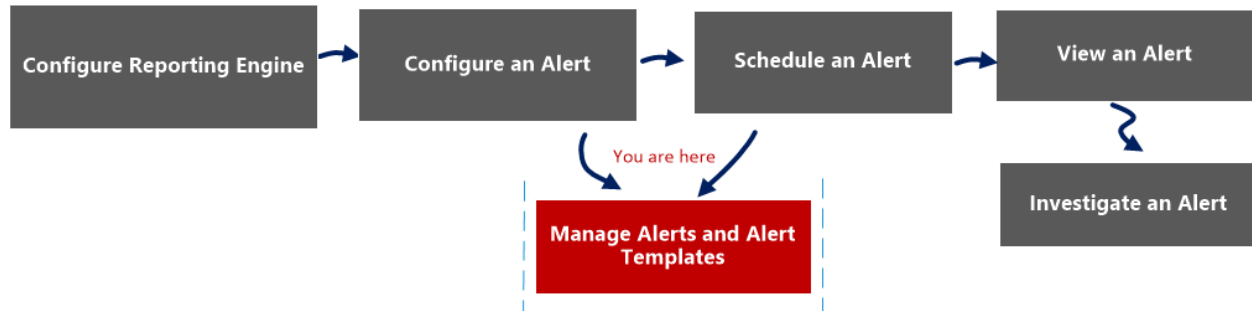 Configure Reporting Engine
Configure an Alert
Schedule an Alert
View an Alert
You are here
Manage Alerts and Alert
Templates
Investigate an Alert